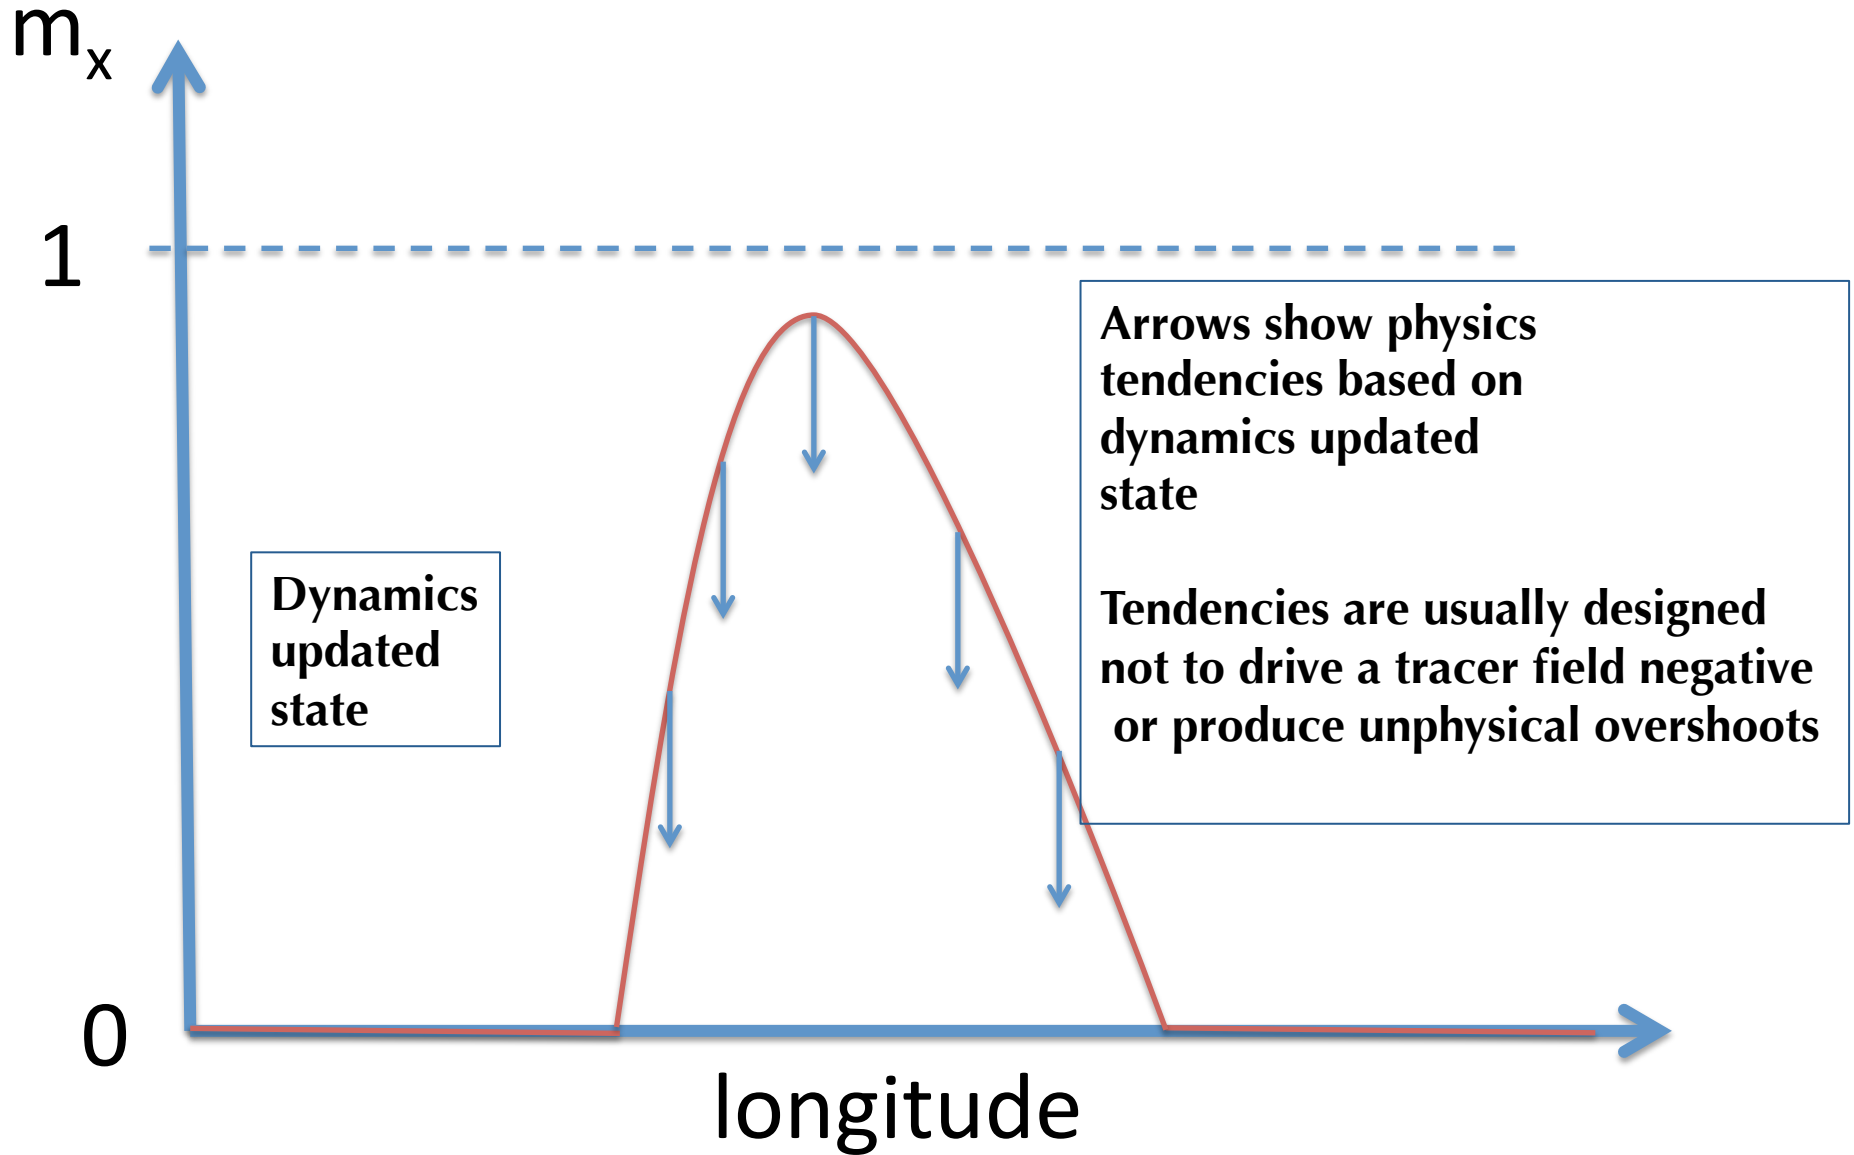 mx
1
Arrows show physics
tendencies based on
dynamics updated
state
Tendencies are usually designed
not to drive a tracer field negative
or produce unphysical overshoots
Dynamics
updated
state
0
longitude